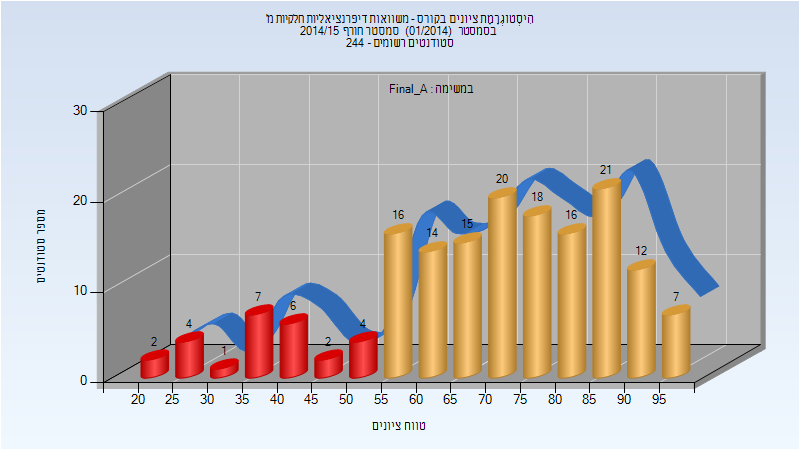 הִיסְטוֹגְרָמַת ציונים בקורס - משוואות דיפרנציאליות חלקיות מ'
בסמסטר (01/2014) סמסטר חורף 2014/15
סטודנטים רשומים - 244
במשימה : Final_A
מספר סטודנטים
30
20
10
0
2
4
1
7
6
2
4
16
14
15
20
18
16
21
12
7
20 25 30 35 40 45 50 55 60 65 70 75 80 85 90 95
טווח ציונים